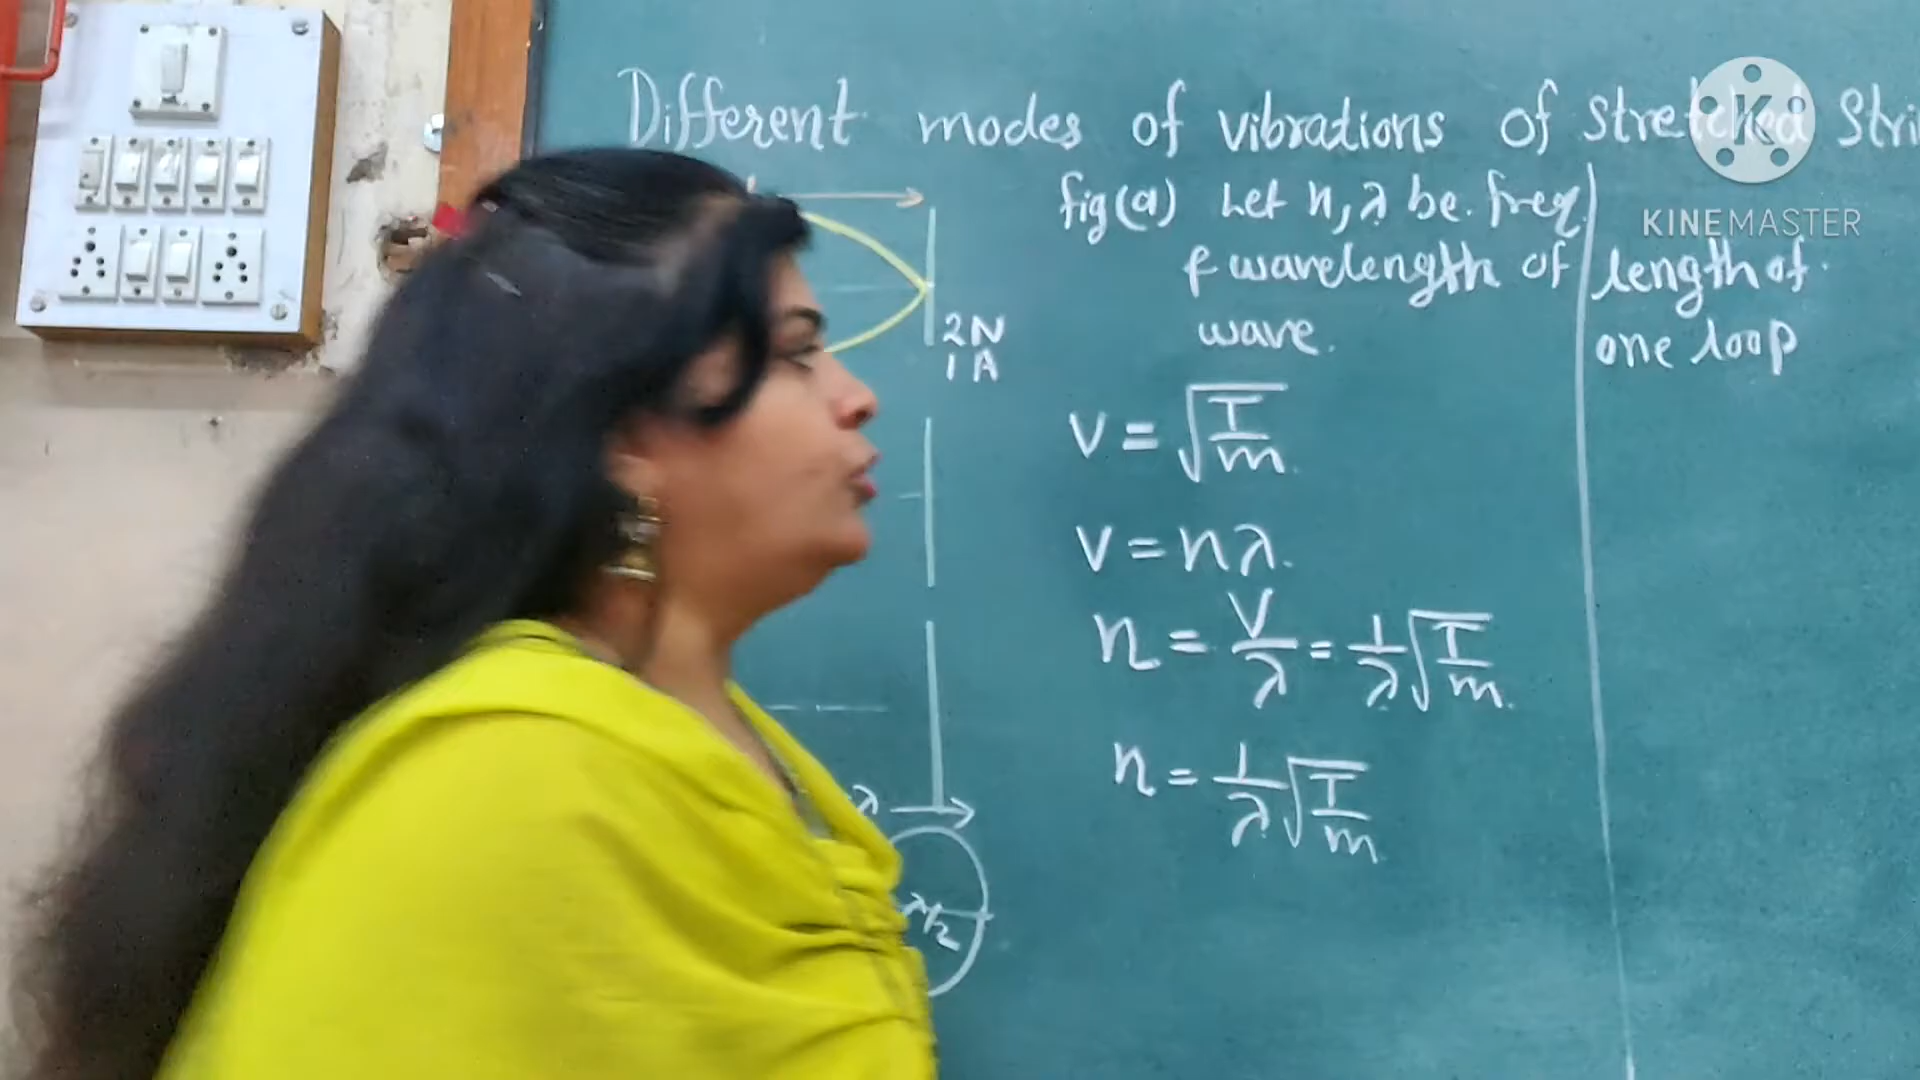 Different modes of vibrations of stretched Stri
fig(a) Let n, λ be. freq.
& wavelength of
wave.
length of
one loop
2N
1A
v = √T/m
v = nλ.
n = v/λ = 1/λ √T/m.
n = 1/λ √T/m
λ
λ/2
K
KINEMASTER